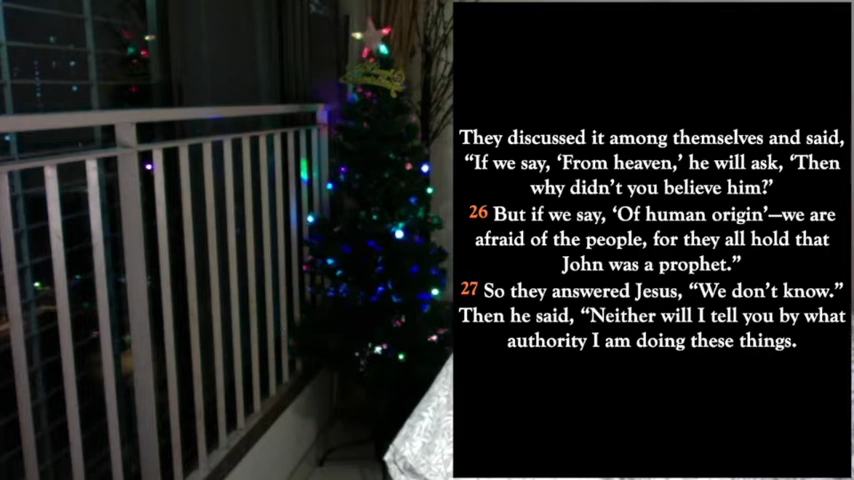 They discussed it among themselves and said,
“If we say, ‘From heaven,’ he will ask, ‘Then
why didn’t you believe him?’
26 But if we say, ‘Of human origin’—we are
afraid of the people, for they all hold that
John was a prophet.”
27 So they answered Jesus, “We don’t know.”
Then he said, “Neither will I tell you by what
authority I am doing these things.